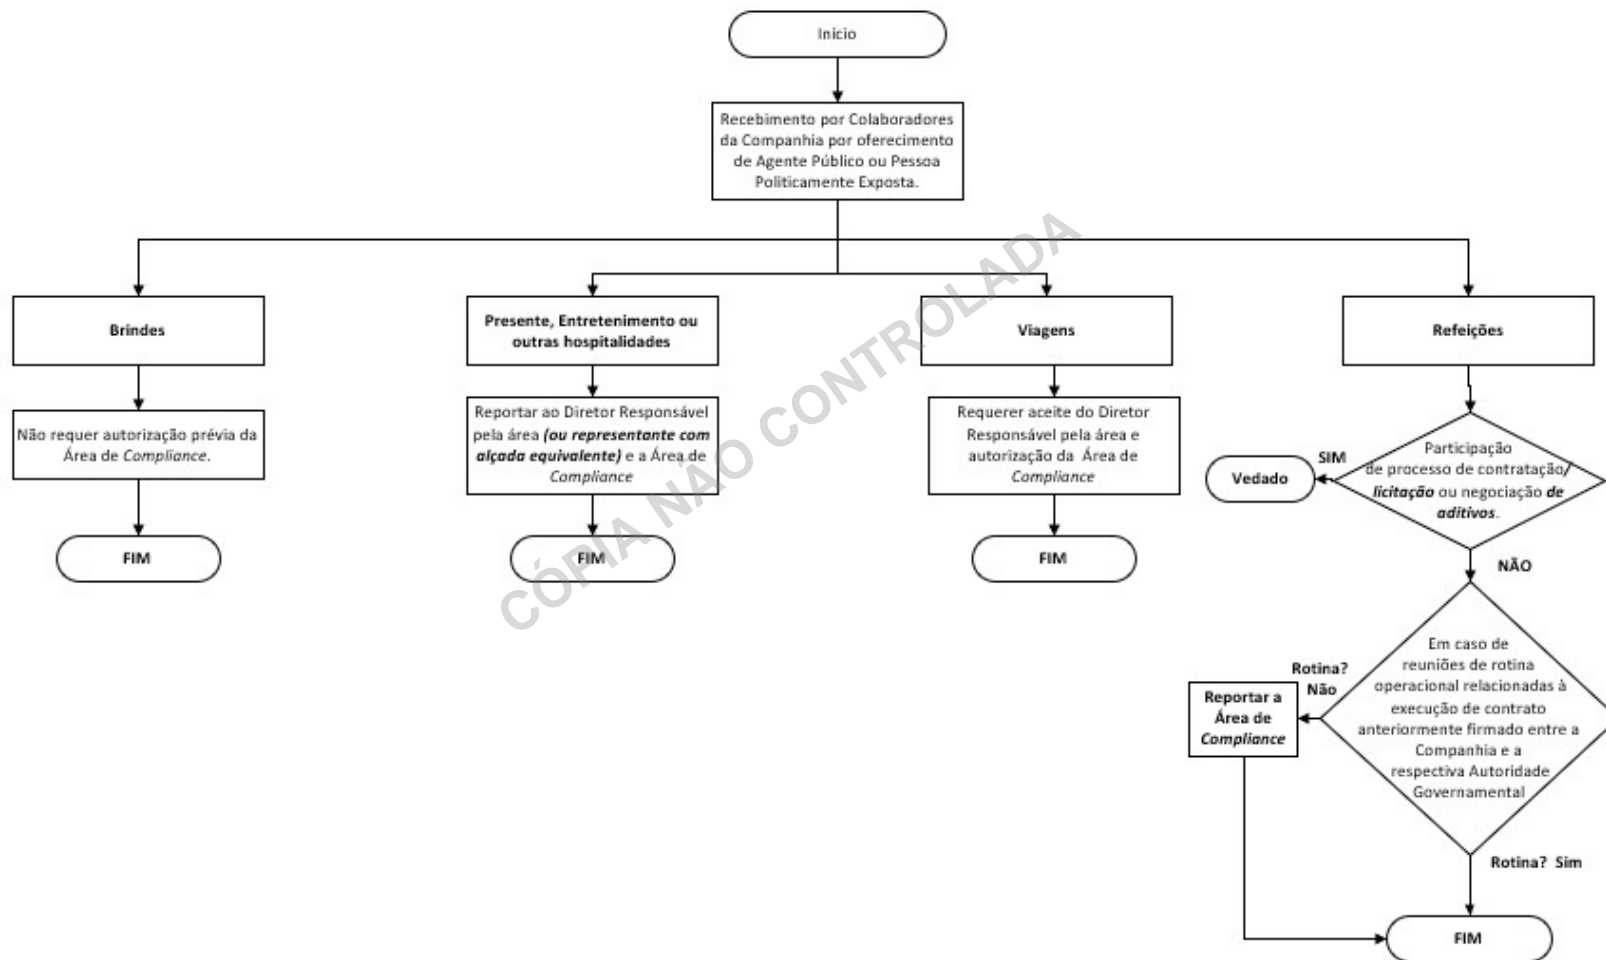 Início
Recebimento por Colaboradores
da Companhia por oferecimento
de Agente Público ou Pessoa
Politicamente Exposta.
Brindes
Presente, Entretenimento ou
outras hospitalidades
Viagens
Refeições
Não requer autorização prévia da
Área de Compliance.
Reportar ao Diretor Responsável
pela área (ou representante com
alçada equivalente) e a Área de
Compliance
Requerer aceite do Diretor
Responsável pela área e
autorização da Área de
Compliance
Participação
de processo de contratação/
licitação ou negociação de
aditivos.
SIM
Vedado
FIM
FIM
FIM
NÃO
Em caso de
reuniões de rotina
operacional relacionadas à
execução de contrato
anteriormente firmado entre a
Companhia e a
respectiva Autoridade
Governamental
Rotina?
Não
Reportar a
Área de
Compliance
Rotina? Sim
FIM
CÓPIA NÃO CONTROLADA